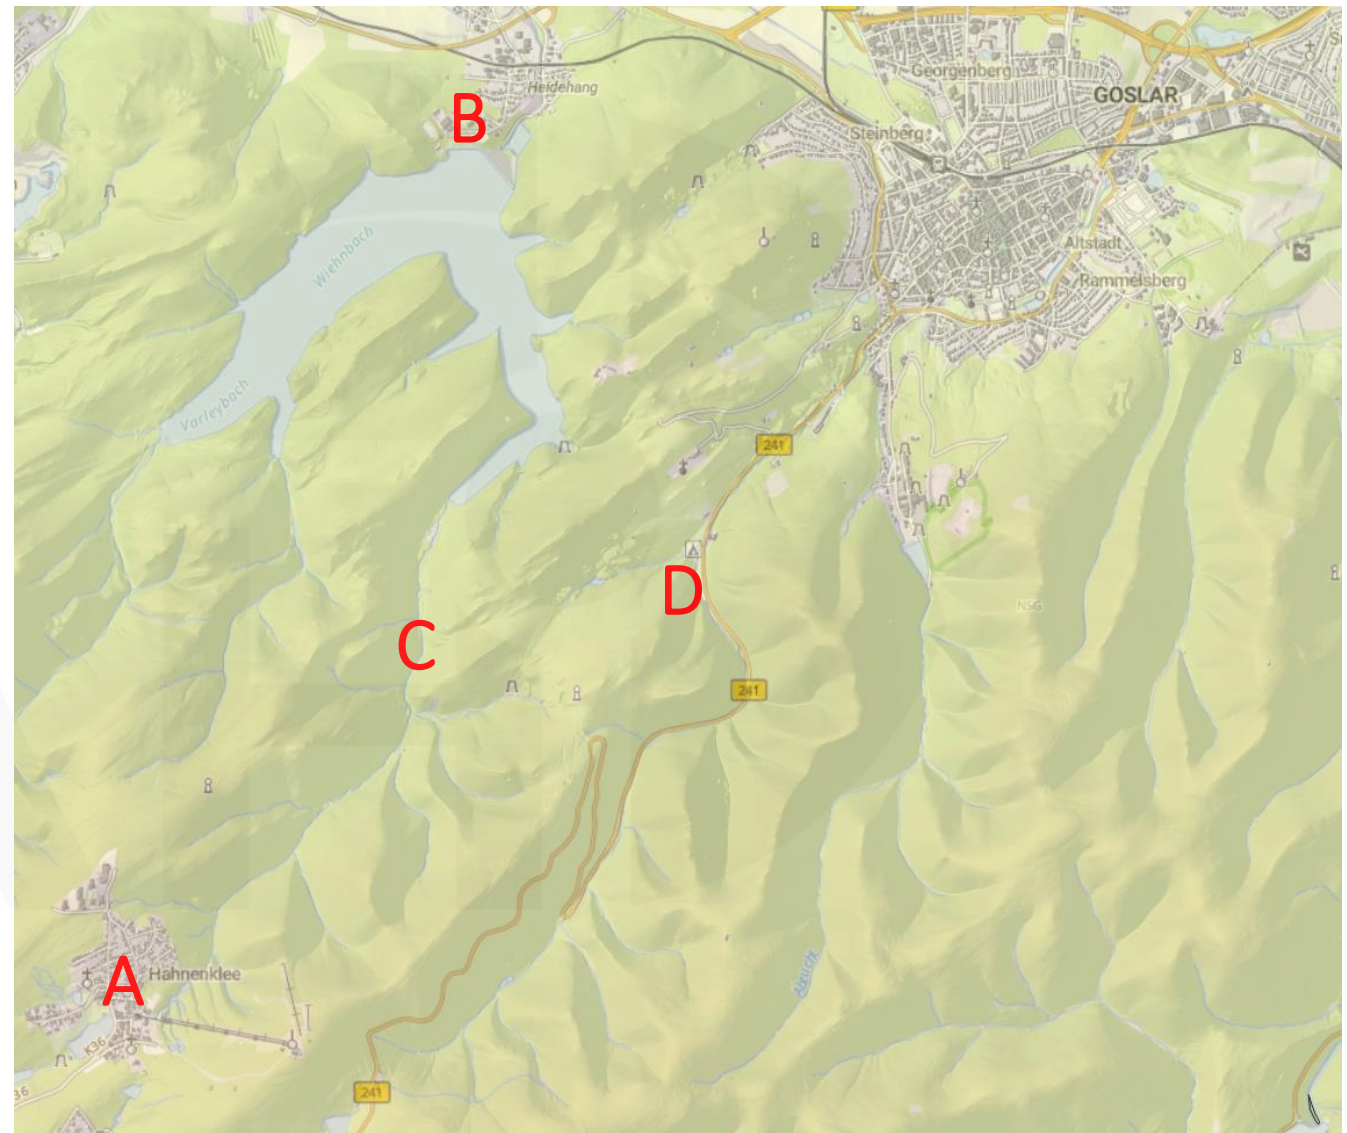 Georgenberg
GOSLAR
Heidehang
B
Steinberg
Wiehnbach
Altstadt
Rammelsberg
Varleybach
241
D
NSG
C
241
Hahnenklee
A
Abzucht
K36
36
241